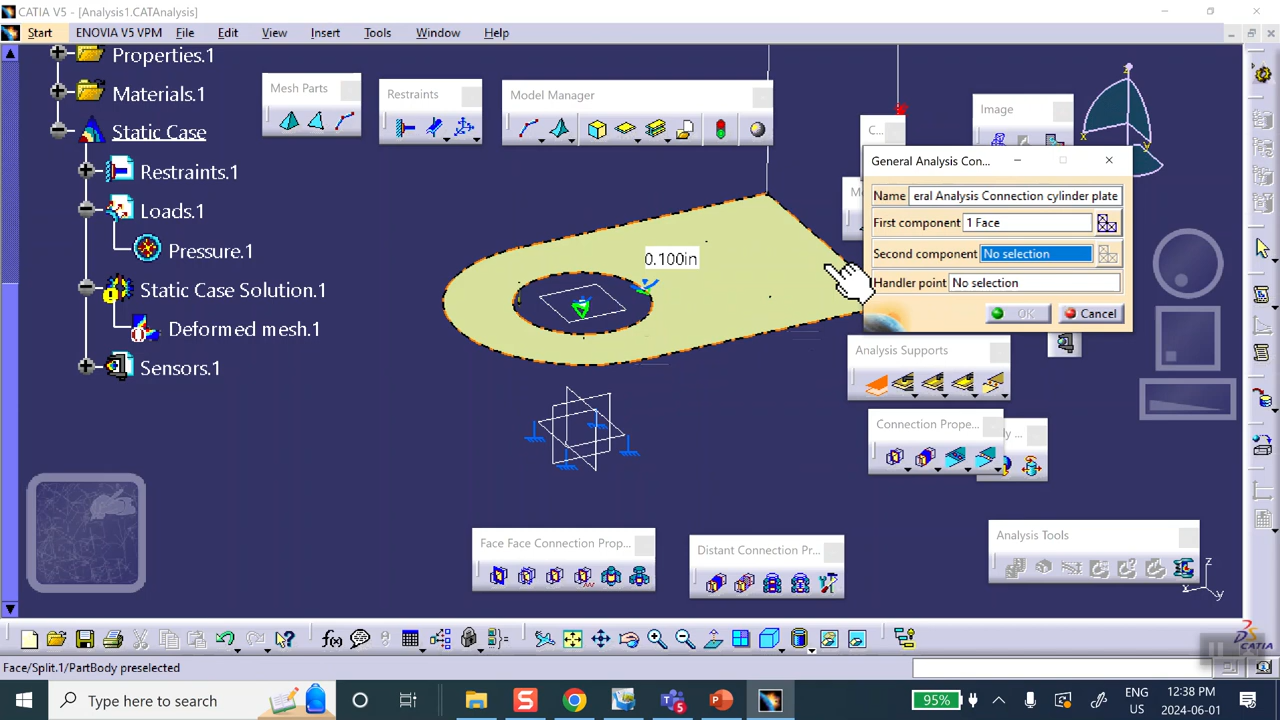 CATIA V5 - [Analysis1.CATAnalysis]
Start ENOVIA V5 VPM File Edit View Insert Tools Window Help
Properties.1
Materials.1
Static Case
Restraints.1
Loads.1
Pressure.1
Static Case Solution.1
Deformed mesh.1
Sensors.1
Mesh Parts
Restraints
Model Manager
C...
Image
General Analysis Con...
Name eral Analysis Connection cylinder plate
First component 1 Face
Second component No selection
Handler point No selection
OK Cancel
0.100in
Analysis Supports
Connection Prope...
Face Face Connection Prop...
Distant Connection Pr...
Analysis Tools
x y z
f(x)
Face/Split.1/PartBody preselected
CATIA
Type here to search
95%
ENG
US
12:38 PM
2024-06-01